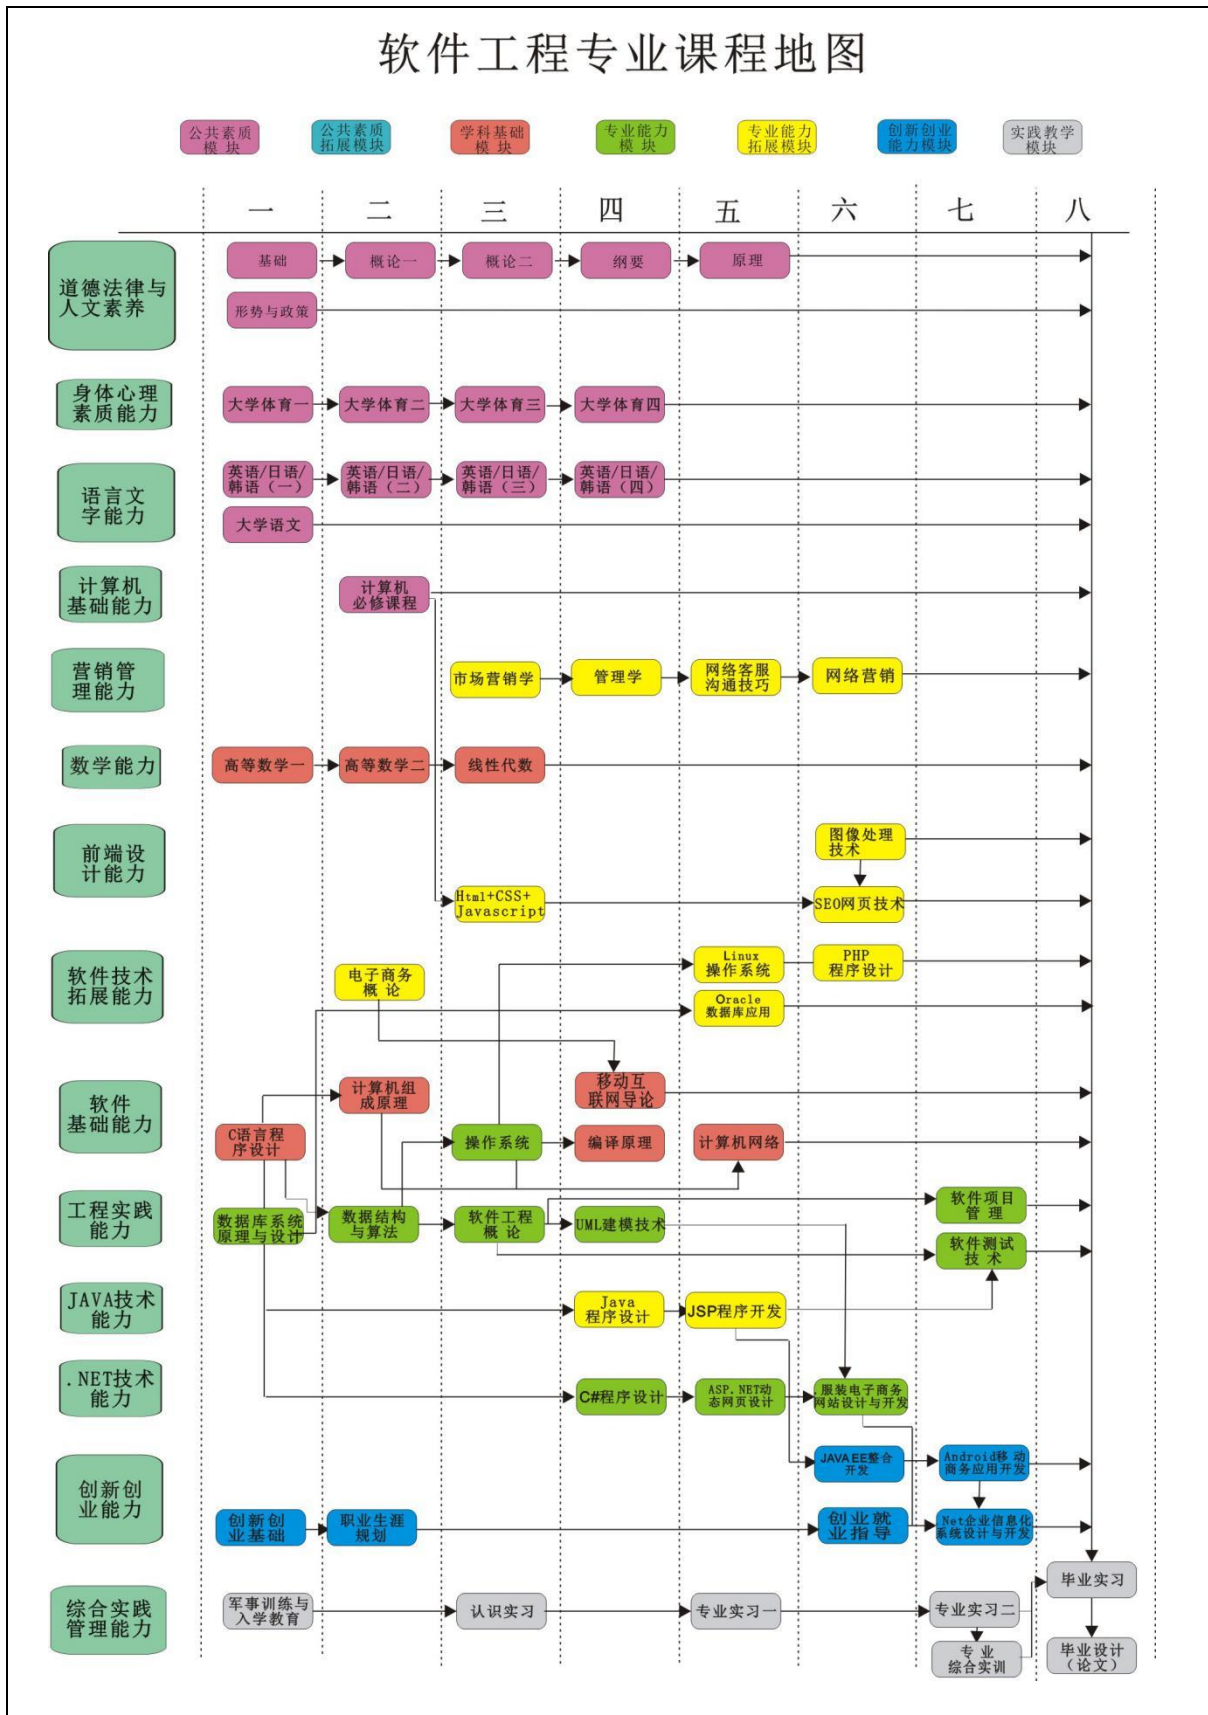 软件工程专业课程地图
公共素质
模 块
公共素质
拓展模块
学科基础
模 块
专业能力
模 块
专业能力
拓展模块
创新创业
能力模块
实践教学
模块
一
二
三
四
五
六
七
八
道德法律与
人文素养
基础
概论一
概论二
纲要
原理
形势与政策
身体心理
素质能力
大学体育一
大学体育二
大学体育三
大学体育四
语言文
字能力
英语/日语/
韩语（一）
英语/日语/
韩语（二）
英语/日语/
韩语（三）
英语/日语/
韩语（四）
大学语文
计算机
基础能力
计算机
必修课程
营销管
理能力
市场营销学
管理学
网络客服
沟通技巧
网络营销
数学能力
高等数学一
高等数学二
线性代数
前端设
计能力
图像处理
技术
Html+CSS+
Javascript
SEO网页技术
软件技术
拓展能力
电子商务
概 论
Linux
操作系统
PHP
程序设计
Oracle
数据库应用
软件
基础能力
计算机组
成原理
移动互
联网导论
C语言程
序设计
操作系统
编译原理
计算机网络
工程实践
能力
数据库系统
原理与设计
数据结构
与算法
软件工程
概 论
UML建模技术
软件项目
管 理
软件测试
技 术
JAVA技术
能力
Java
程序设计
JSP程序开发
.NET技术
能力
C#程序设计
ASP.NET动
态网页设计
.服装电子商务
网站设计与开发
创新创
业能力
JAVA EE整合
开发
Android移 动
商务应用开发
创新创
业基础
职业生涯
规划
创业就
业指导
Net企业信息化
系统设计与开发
综合实践
管理能力
军事训练与
入学教育
认识实习
专业实习一
专业实习二
毕业实习
专 业
综合实训
毕业设计
（论文）